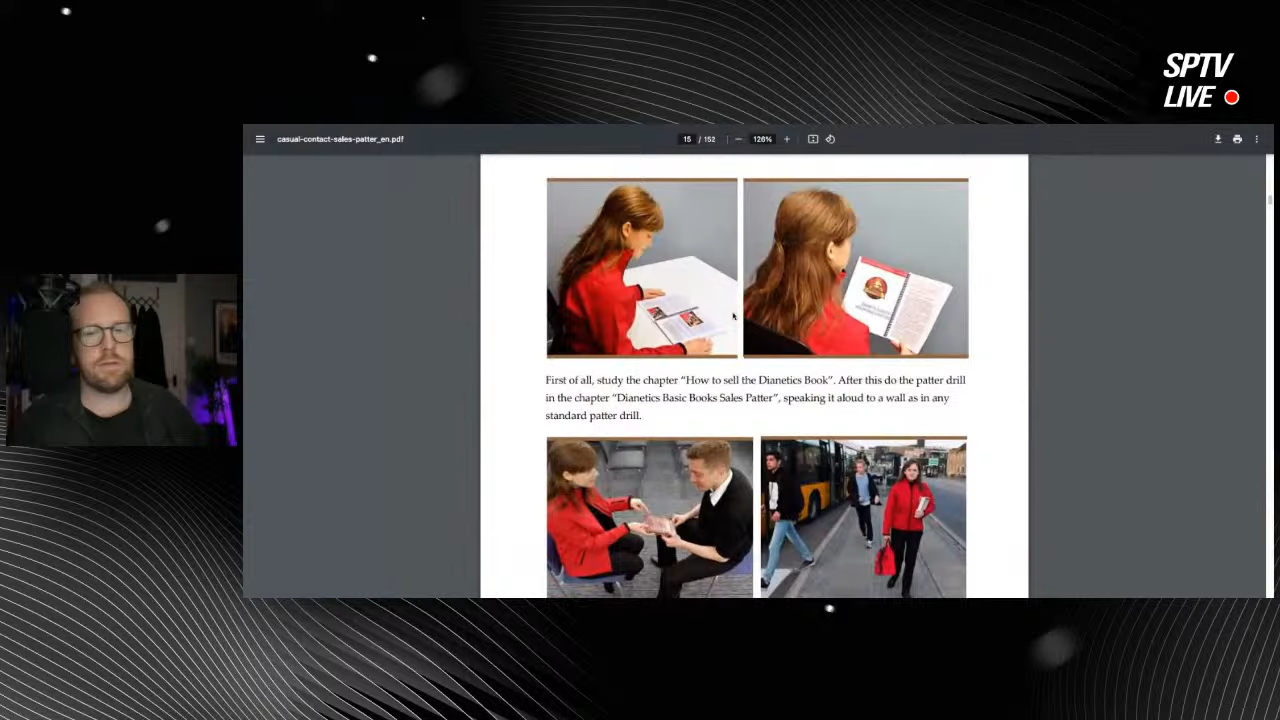 SPTV
LIVE
casual-contact-sales-patter_en.pdf
15 / 152
126%
First of all, study the chapter “How to sell the Dianetics Book”. After this do the patter drill
in the chapter “Dianetics Basic Books Sales Patter”, speaking it aloud to a wall as in any
standard patter drill.